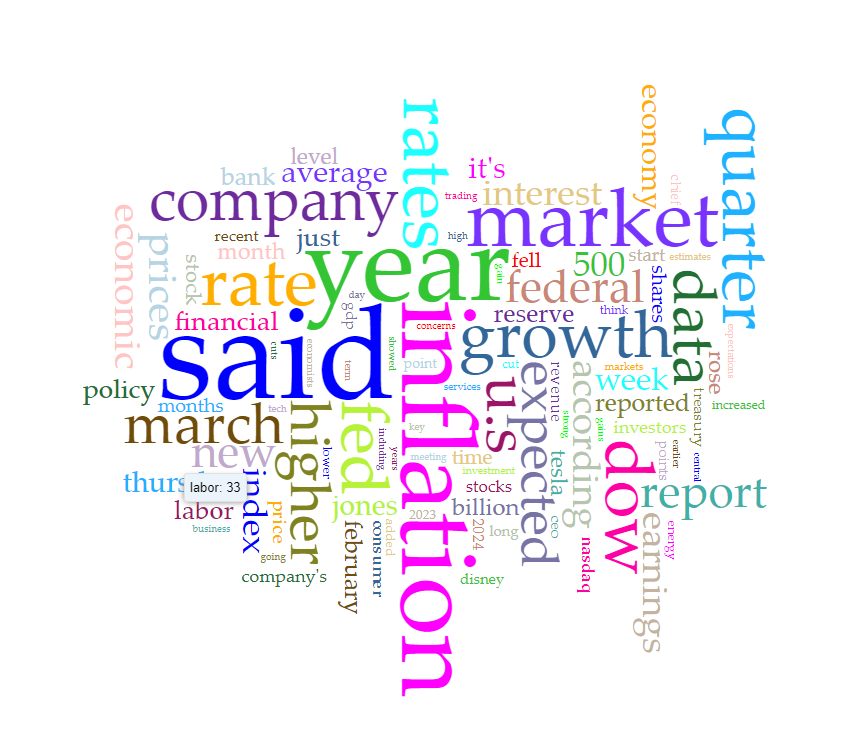 economy
rates
quarter
level
bank
average
it's
chief
company
trading
interest
market
economic
prices
recent
month
just
high
year
fell
500
start
estimates
stock
rate
gain
federal
shares
data
day
gdp
reserve
think
financial
said
inflation
concerns
growth
cuts
economists
showed
term
point
cut
markets
rose
expectations
policy
services
u.s
expected
revenue
according
week
treasury
months
tech
higher
fed
reported
increased
march
key
strong
gains
investors
new
lower
including
years
meeting
time
investment
tesla
dow
points
earlier
central
thursday
labor: 33
index
stocks
report
labor
price
jones
billion
business
february
consumer
added
2023
2024
long
ceo
nasdaq
earnings
energy
going
company's
disney